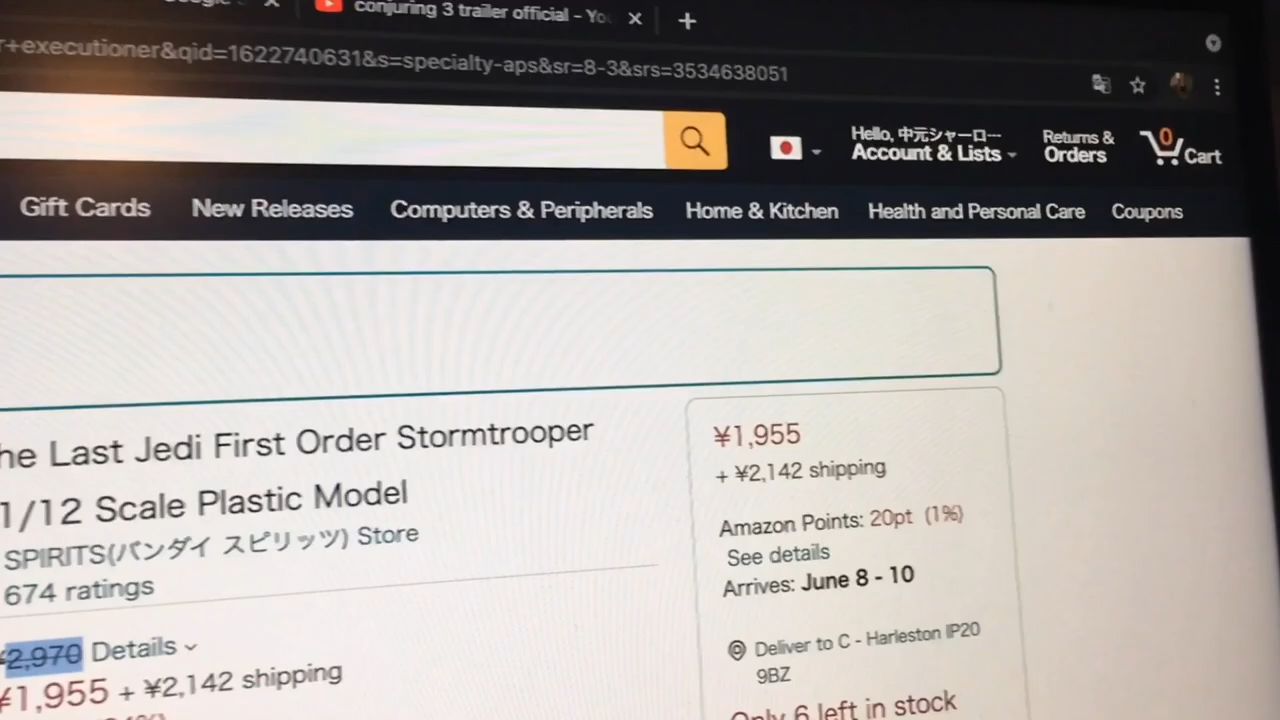 conjuring 3 trailer official - Yo
r+executioner&qid=1622740631&s=specialty-aps&sr=8-3&srs=3534638051
Hello, 中元シャーロー
Account & Lists
Returns &
Orders
0
Cart
Gift Cards
New Releases
Computers & Peripherals
Home & Kitchen
Health and Personal Care
Coupons
he Last Jedi First Order Stormtrooper
1/12 Scale Plastic Model
SPIRITS(バンダイ スピリッツ) Store
674 ratings
2,970 Details
¥1,955 + ¥2,142 shipping
¥1,955
+ ¥2,142 shipping
Amazon Points: 20pt (1%)
See details
Arrives: June 8 - 10
Deliver to C - Harleston IP20
9BZ
Only 6 left in stock